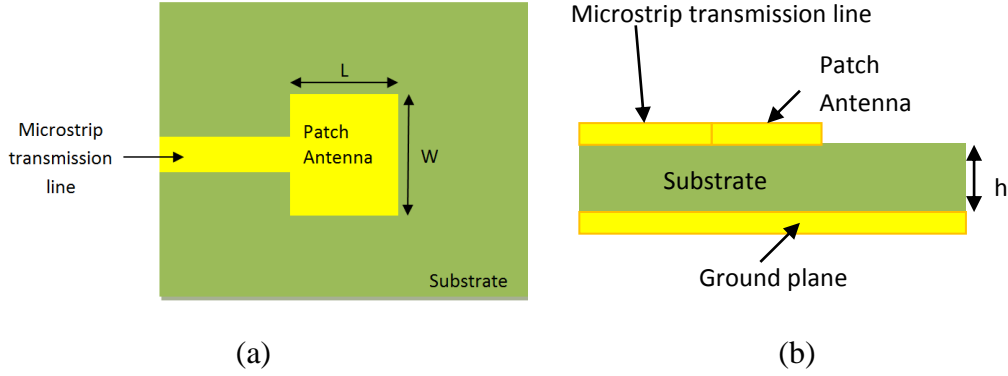 L
Microstrip
transmission
line
Patch
Antenna
W
Substrate
(a)
Microstrip transmission line
Patch
Antenna
Substrate
h
Ground plane
(b)